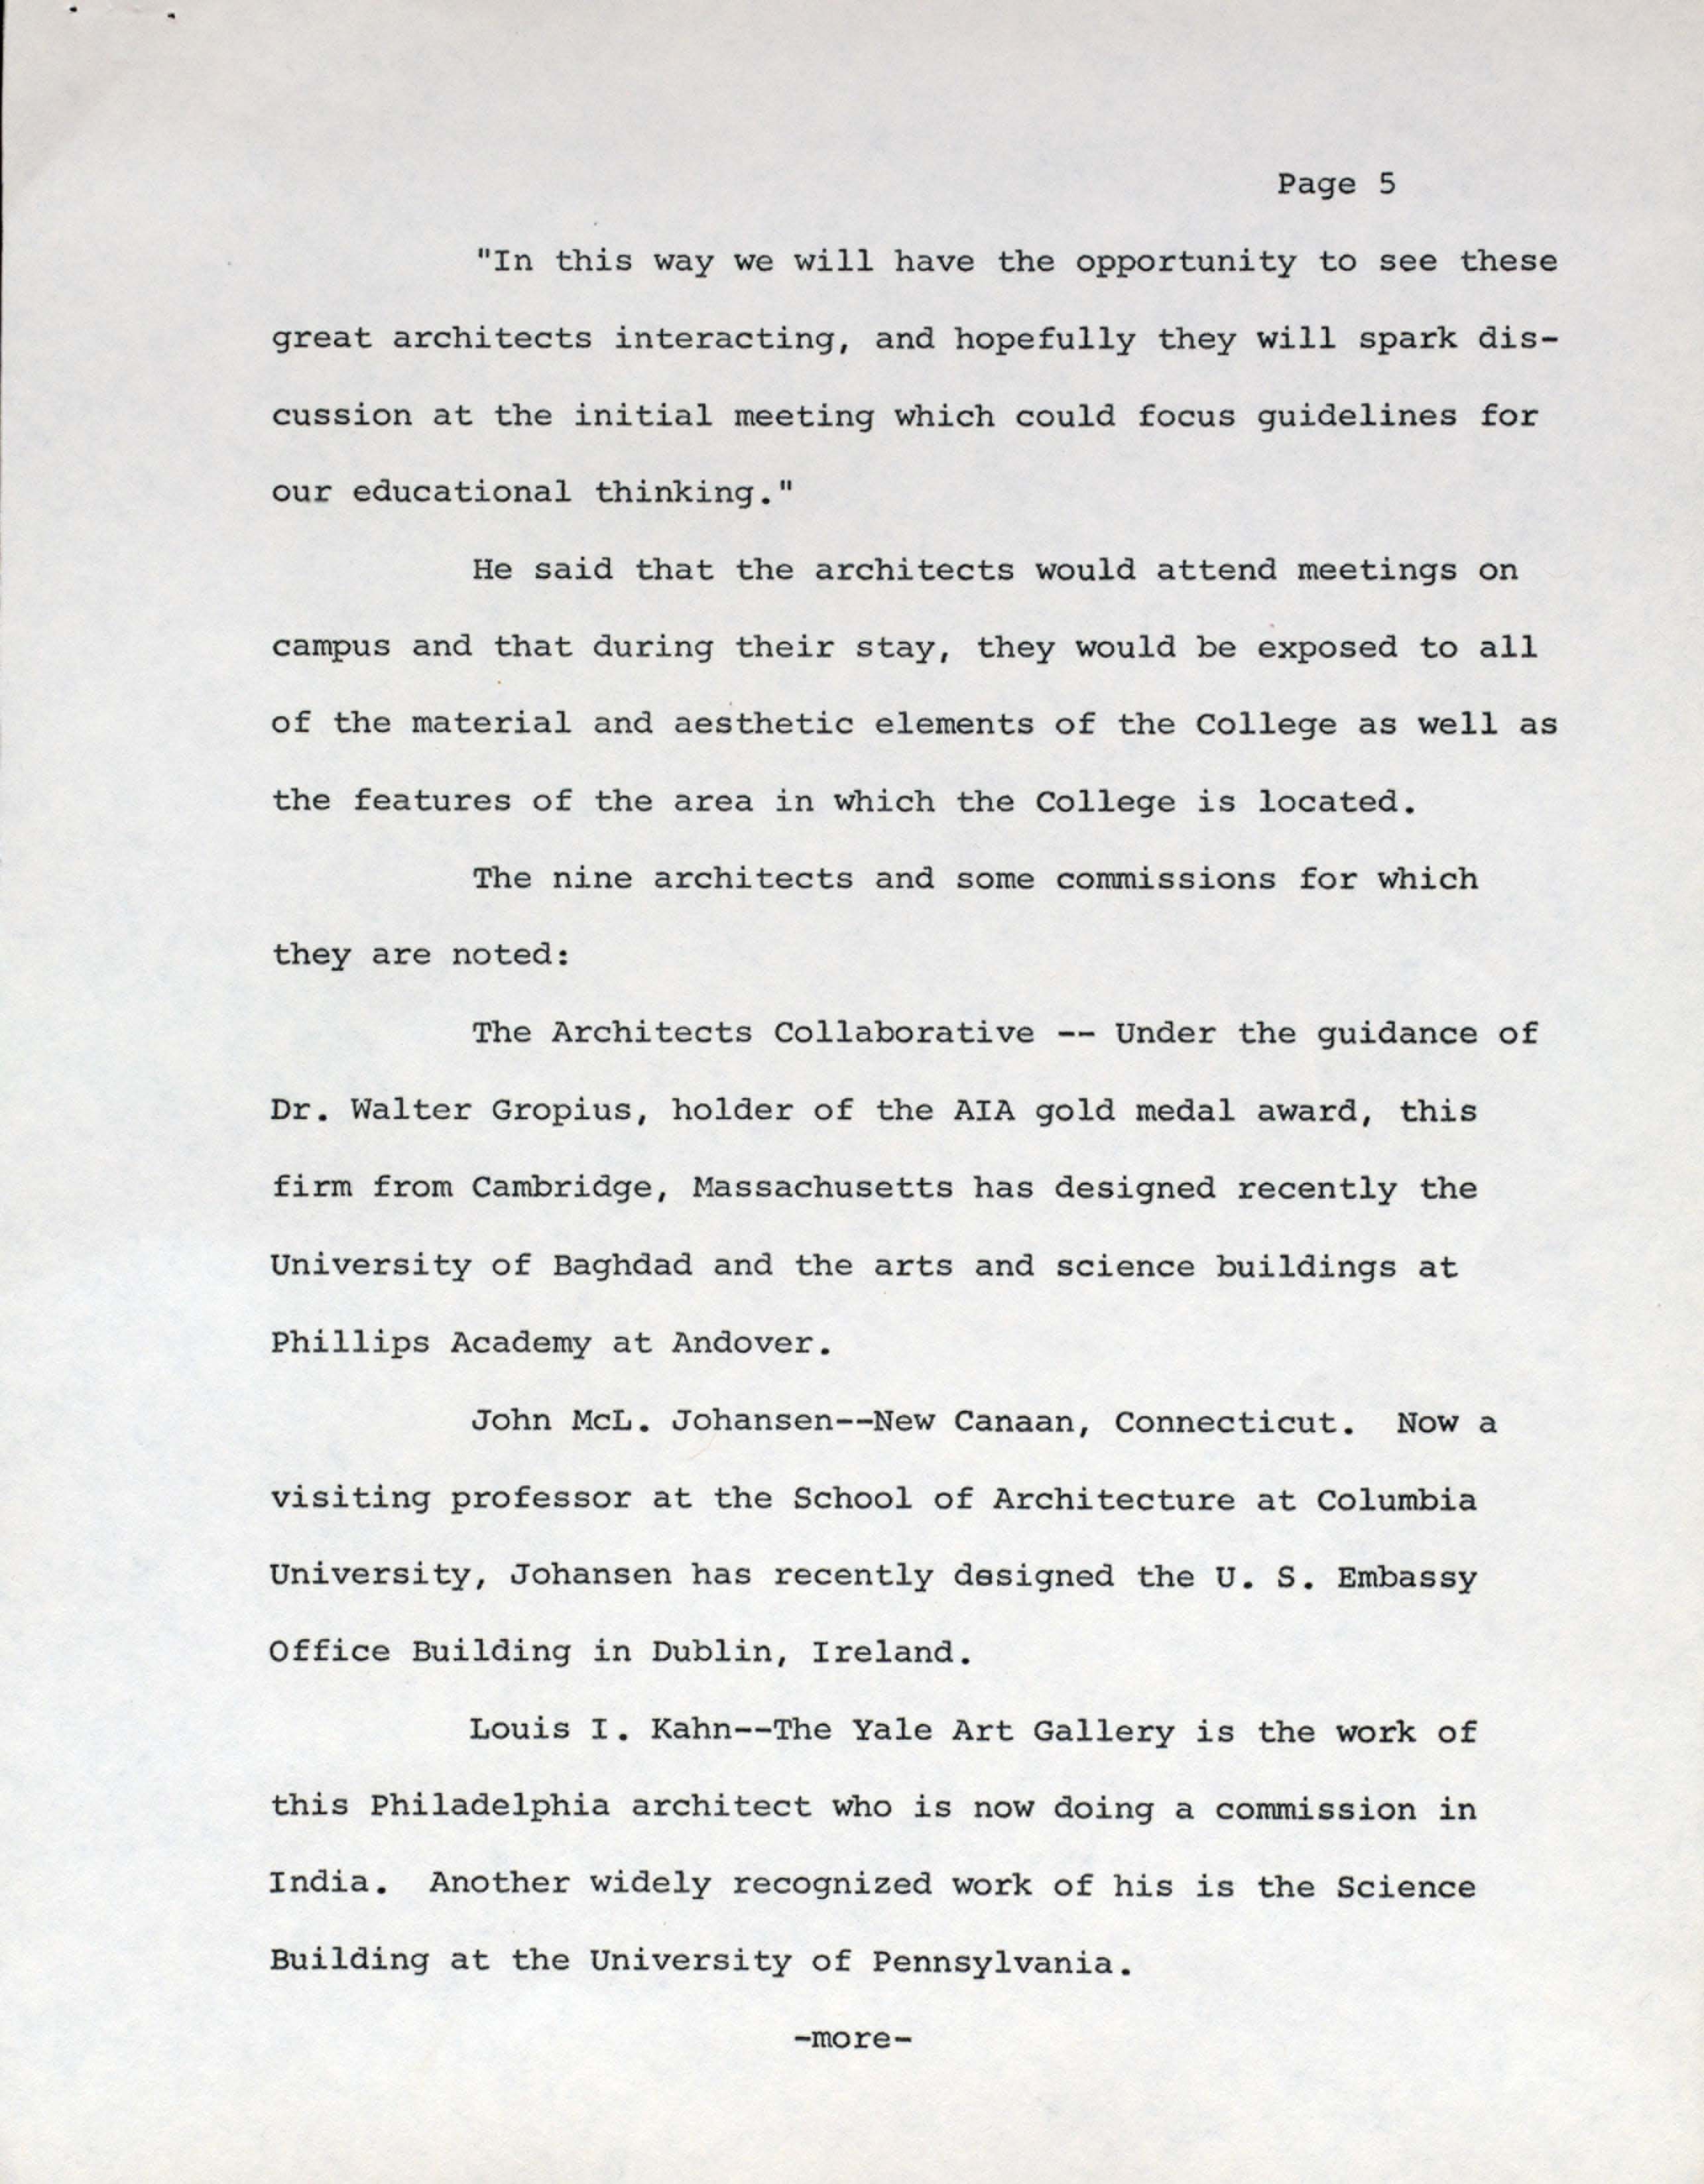 Page 5
"In this way we will have the opportunity to see these
great architects interacting, and hopefully they will spark dis-
cussion at the initial meeting which could focus guidelines for
our educational thinking."
He said that the architects would attend meetings on
campus and that during their stay, they would be exposed to all
of the material and aesthetic elements of the College as well as
the features of the area in which the College is located.
The nine architects and some commissions for which
they are noted:
The Architects Collaborative -- Under the guidance of
Dr. Walter Gropius, holder of the AIA gold medal award, this
firm from Cambridge, Massachusetts has designed recently the
University of Baghdad and the arts and science buildings at
Phillips Academy at Andover.
John McL. Johansen--New Canaan, Connecticut.  Now a
visiting professor at the School of Architecture at Columbia
University, Johansen has recently designed the U. S. Embassy
Office Building in Dublin, Ireland.
Louis I. Kahn--The Yale Art Gallery is the work of
this Philadelphia architect who is now doing a commission in
India.  Another widely recognized work of his is the Science
Building at the University of Pennsylvania.
-more-